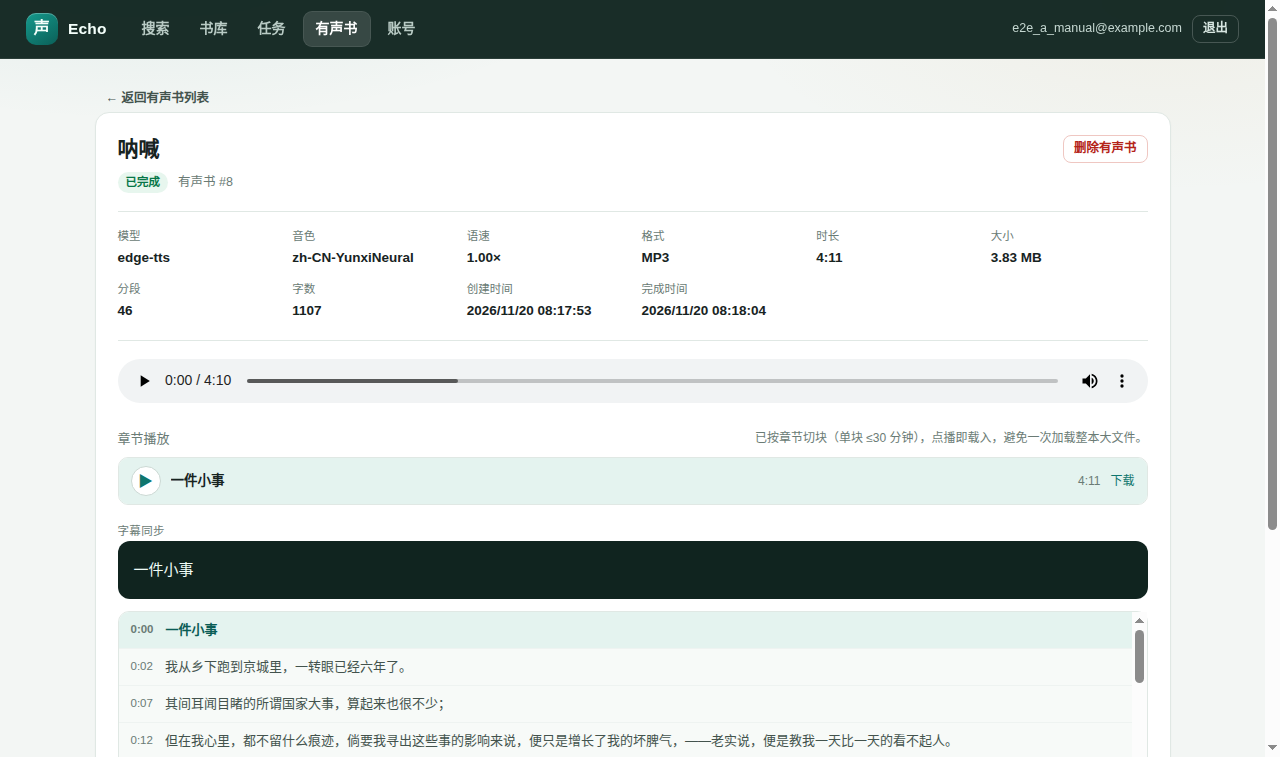 声 Echo 搜索 书库 任务 有声书 账号 e2e_a_manual@example.com 退出
← 返回有声书列表
呐喊 删除有声书
已完成 有声书 #8
模型 音色 语速 格式 时长 大小
edge-tts zh-CN-YunxiNeural 1.00× MP3 4:11 3.83 MB
分段 字数 创建时间 完成时间
46 1107 2026/11/20 08:17:53 2026/11/20 08:18:04
0:00 / 4:10
章节播放 已按章节切块（单块 ≤30 分钟），点播即载入，避免一次加载整本大文件。
一件小事 4:11 下载
字幕同步
一件小事
0:00 一件小事
0:02 我从乡下跑到京城里，一转眼已经六年了。
0:07 其间耳闻目睹的所谓国家大事，算起来也很不少；
0:12 但在我心里，都不留什么痕迹，倘要我寻出这些事的影响来说，便只是增长了我的坏脾气，——老实说，便是教我一天比一天的看不起人。